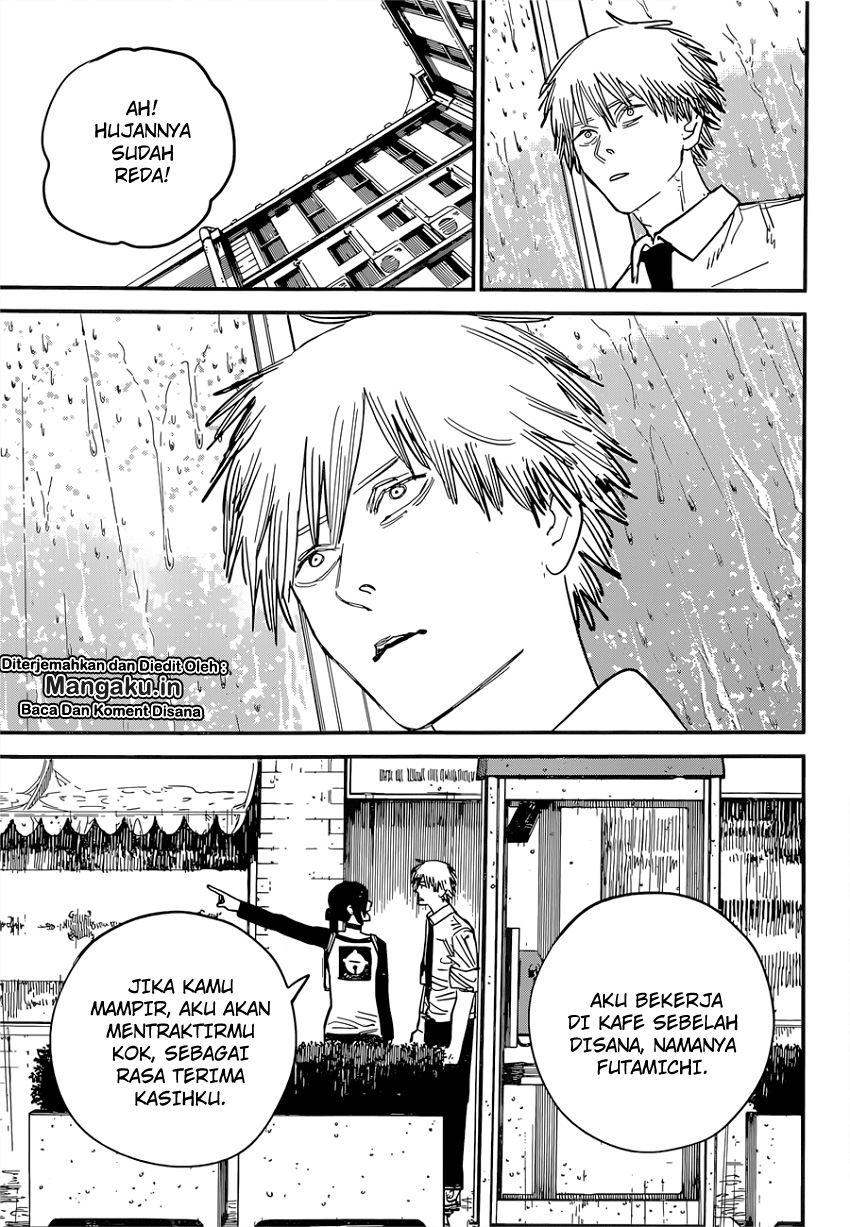 AH!
HUJANNYA
SUDAH
REDA!
Diterjemahkan dan Diedit Oleh :
Mangaku.in
Baca Dan Koment Disana
AKU BEKERJA
DI KAFE SEBELAH
DISANA, NAMANYA
FUTAMICHI.
JIKA KAMU
MAMPIR, AKU AKAN
MENTRAKTIRMU
KOK, SEBAGAI
RASA TERIMA
KASIHKU.